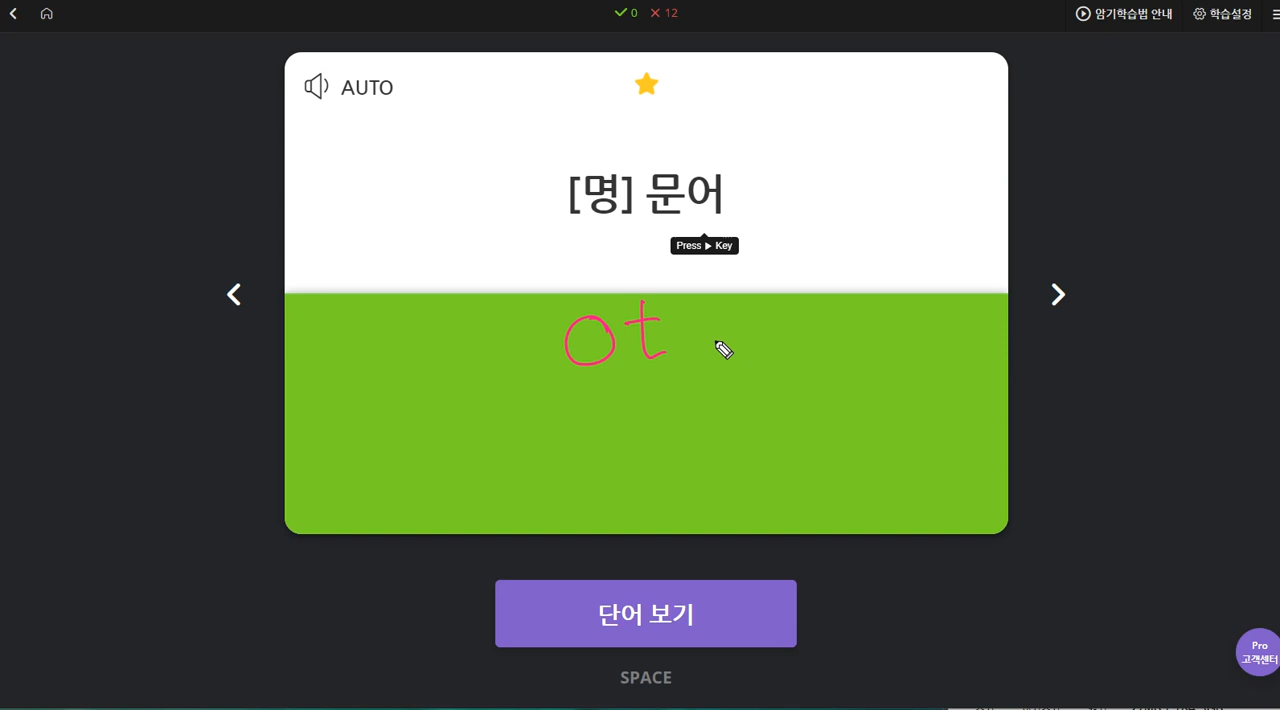 0 12 암기학습법 안내 학습설정
AUTO
[명] 문어
Press ▶ Key
ot
단어 보기
SPACE
Pro
고객센터